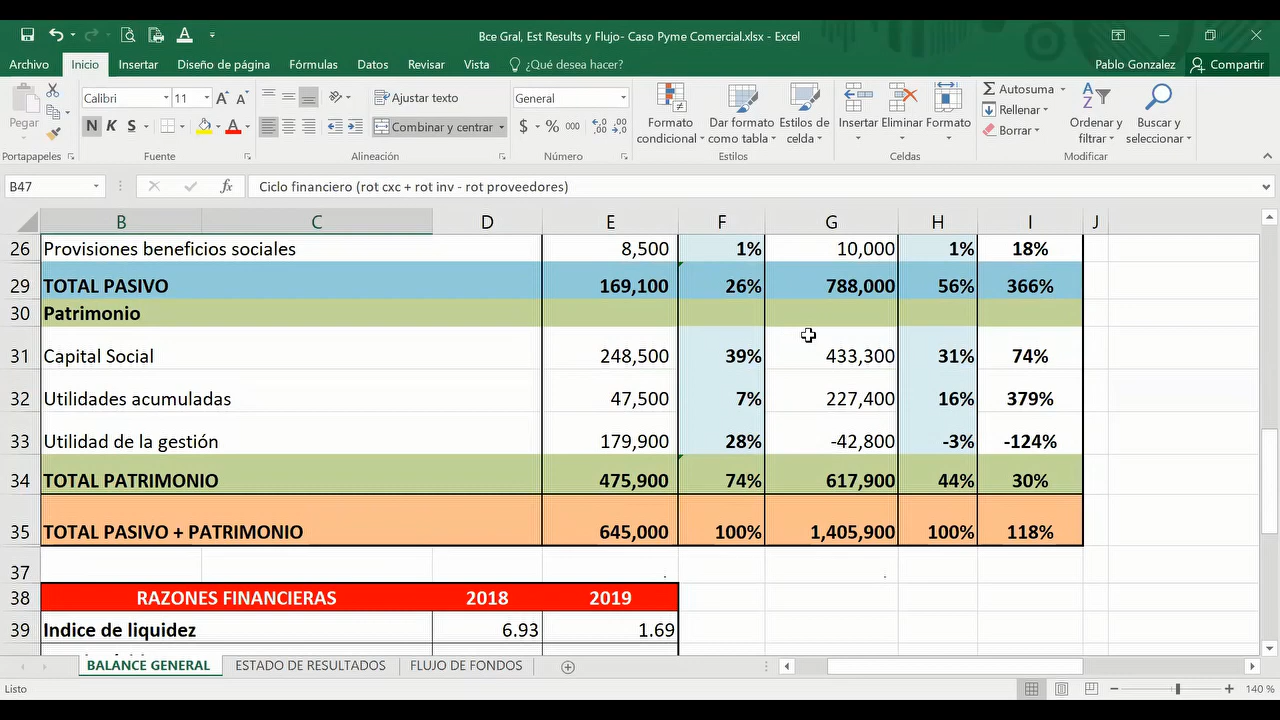 Bce Gral, Est Results y Flujo- Caso Pyme Comercial.xlsx - Excel
Archivo Inicio Insertar Diseño de página Fórmulas Datos Revisar Vista ¿Qué desea hacer? Pablo Gonzalez Compartir
Pegar Calibri 11 Ajustar texto General Formato condicional Dar formato como tabla Estilos de celda Insertar Eliminar Formato Autosuma Rellenar Borrar Ordenar y filtrar Buscar y seleccionar
N K S Combinar y centrar $ % 000
Portapapeles Fuente Alineación Número Estilos Celdas Modificar
B47 fx Ciclo financiero (rot cxc + rot inv - rot proveedores)
B C D E F G H I J
26 Provisiones beneficios sociales 8,500 1% 10,000 1% 18%
29 TOTAL PASIVO 169,100 26% 788,000 56% 366%
30 Patrimonio
31 Capital Social 248,500 39% 433,300 31% 74%
32 Utilidades acumuladas 47,500 7% 227,400 16% 379%
33 Utilidad de la gestión 179,900 28% -42,800 -3% -124%
34 TOTAL PATRIMONIO 475,900 74% 617,900 44% 30%
35 TOTAL PASIVO + PATRIMONIO 645,000 100% 1,405,900 100% 118%
37 . .
38 RAZONES FINANCIERAS 2018 2019
39 Indice de liquidez 6.93 1.69
BALANCE GENERAL ESTADO DE RESULTADOS FLUJO DE FONDOS
Listo 140 %